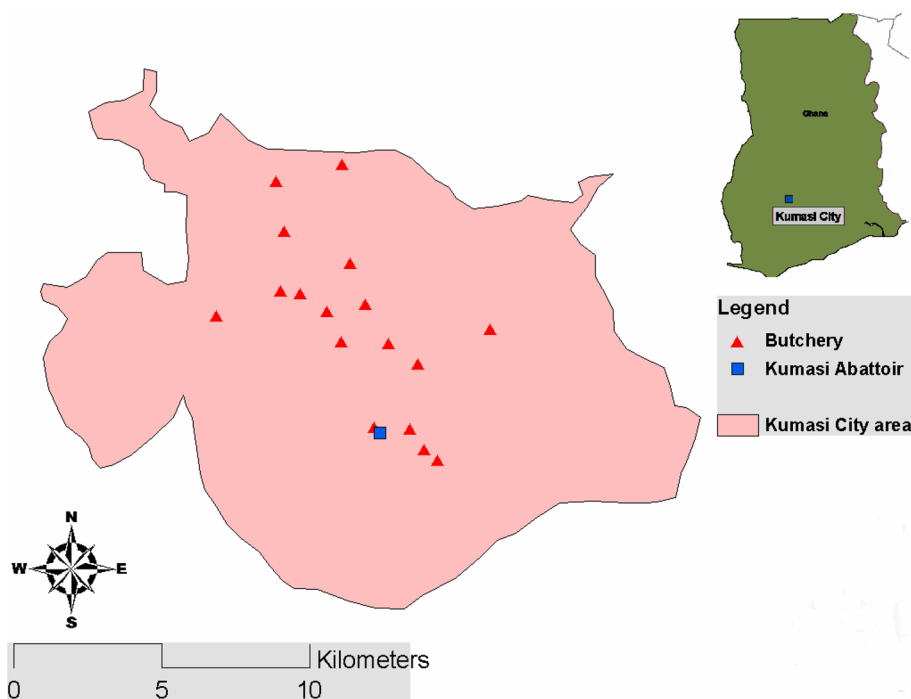 Ghana
Kumasi City
Legend
Butchery
Kumasi Abattoir
Kumasi City area
N
W E
S
Kilometers
0 5 10